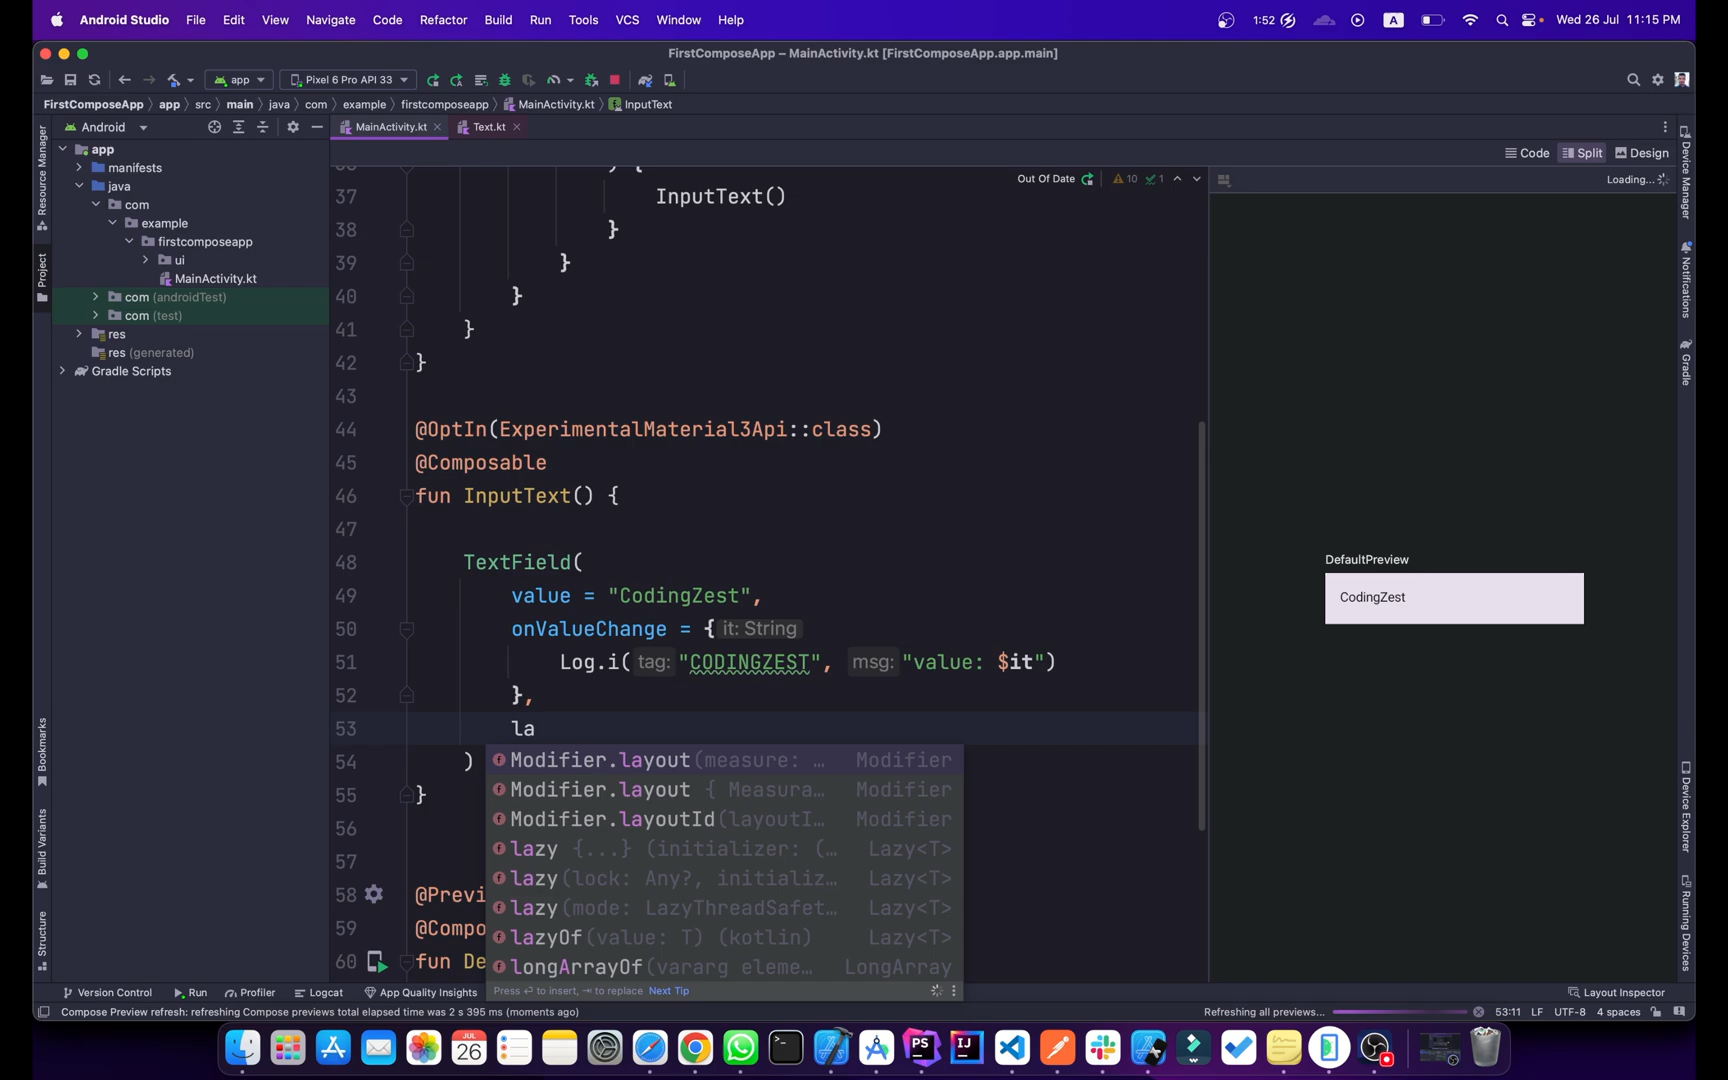 Android Studio File Edit View Navigate Code Refactor Build Run Tools VCS Window Help 1:52 A Wed 26 Jul 11:15 PM
FirstComposeApp – MainActivity.kt [FirstComposeApp.app.main]
app Pixel 6 Pro API 33
FirstComposeApp app src main java com example firstcomposeapp MainActivity.kt InputText
Android MainActivity.kt Text.kt
Code Split Design
Out Of Date 10 1 Loading...
Resource Manager
Project
Bookmarks
Build Variants
Structure
app
manifests
java
com
example
firstcomposeapp
ui
MainActivity.kt
com (androidTest)
com (test)
res
res (generated)
Gradle Scripts
) {
37 InputText()
38 }
39 }
40 }
41 }
42 }
43
44 @OptIn(ExperimentalMaterial3Api::class)
45 @Composable
46 fun InputText() {
47
48 TextField(
49 value = "CodingZest",
50 onValueChange = { it: String
51 Log.i( tag: "CODINGZEST", msg: "value: $it")
52 },
53 la
54 )
55 }
56
57
58 @Previ
59 @Compo
60 fun De
Modifier.layout(measure: … Modifier
Modifier.layout { Measura… Modifier
Modifier.layoutId(layoutI… Modifier
lazy {...} (initializer: (… Lazy<T>
lazy(lock: Any?, initializ… Lazy<T>
lazy(mode: LazyThreadSafet… Lazy<T>
lazyOf(value: T) (kotlin) Lazy<T>
longArrayOf(vararg eleme… LongArray
Press ↩ to insert, ⇥ to replace Next Tip
DefaultPreview
CodingZest
Device Manager
Notifications
Gradle
Device Explorer
Running Devices
Version Control Run Profiler Logcat App Quality Insights Layout Inspector
Compose Preview refresh: refreshing Compose previews total elapsed time was 2 s 395 ms (moments ago) Refreshing all previews... 53:11 LF UTF-8 4 spaces
JUL 26 PS IJ